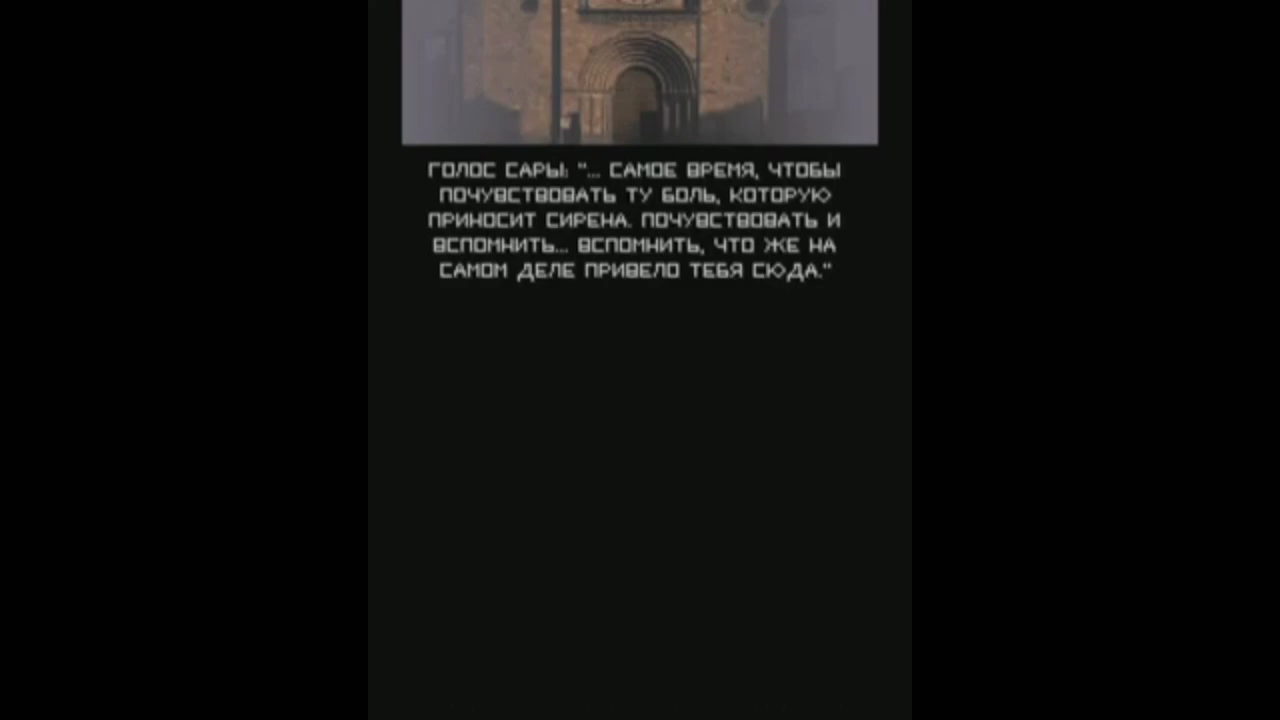 ГОЛОС САРЫ: "... САМОЕ ВРЕМЯ, ЧТОБЫ
ПОЧУВСТВОВАТЬ ТУ БОЛЬ, КОТОРУЮ
ПРИНОСИТ СИРЕНА. ПОЧУВСТВОВАТЬ И
ВСПОМНИТЬ... ВСПОМНИТЬ, ЧТО ЖЕ НА
САМОМ ДЕЛЕ ПРИВЕЛО ТЕБЯ СЮДА."